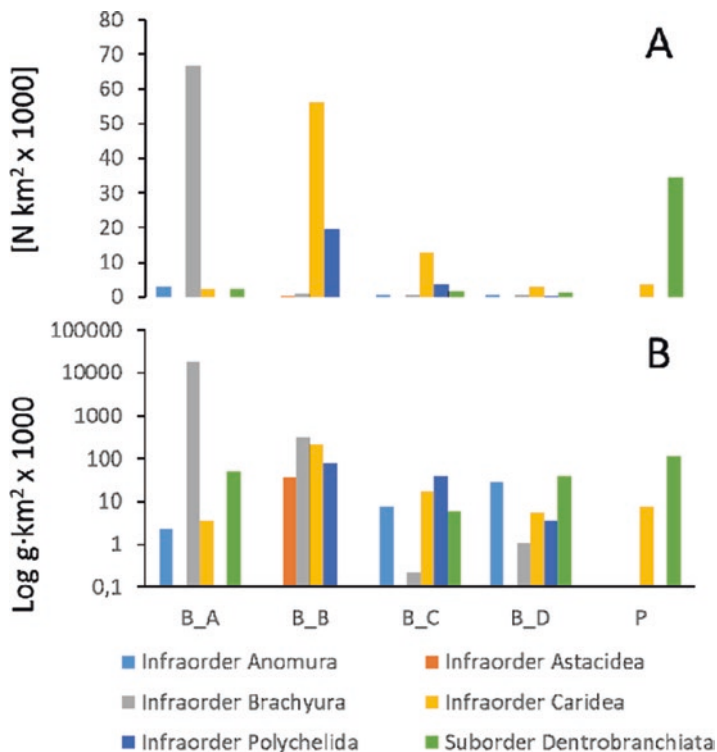 A
[N km² x 1000]
80
70
60
50
40
30
20
10
0
B
Log g·km² x 1000
100000
10000
1000
100
10
1
0,1
B_A B_B B_C B_D P
Infraorder Anomura Infraorder Astacidea
Infraorder Brachyura Infraorder Caridea
Infraorder Polychelida Suborder Dentrobranchiata